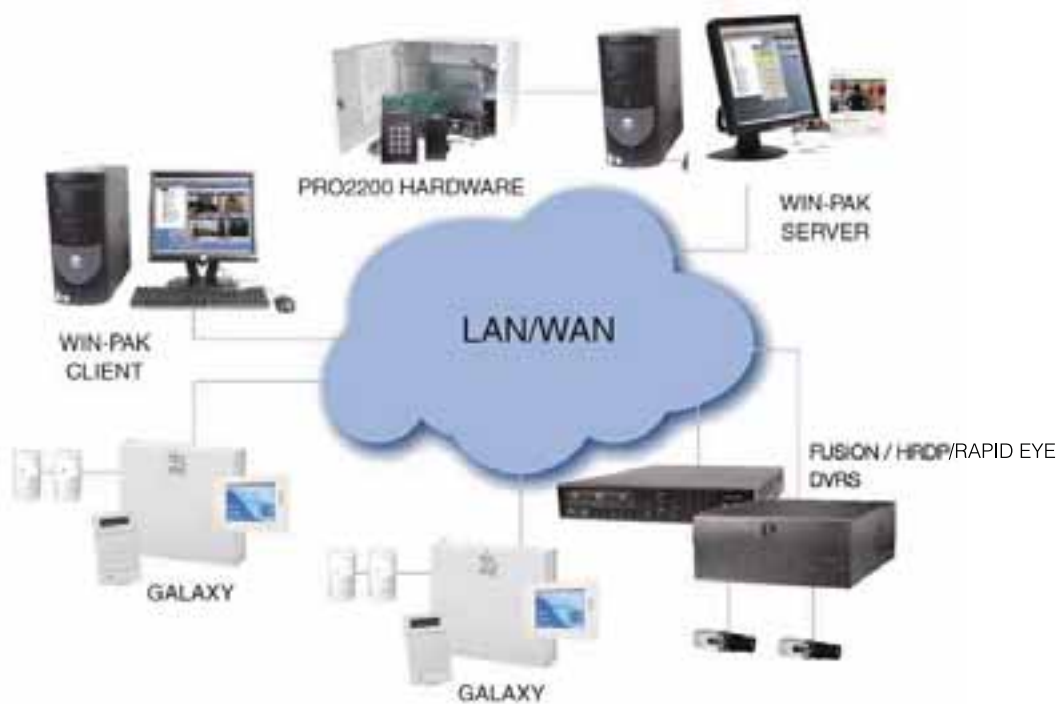 PRO2200 HARDWARE
WIN-PAK
SERVER
WIN-PAK
CLIENT
LAN/WAN
FUSION / HRDP/RAPID EYE
DVRS
GALAXY
GALAXY